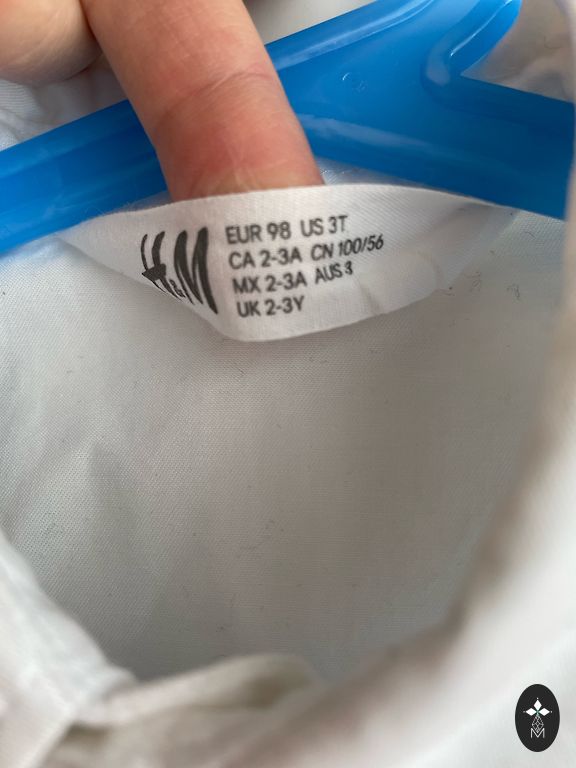 H&M
EUR 98 US 3T
CA 2-3A CN 100/56
MX 2-3A AUS 3
UK 2-3Y
M